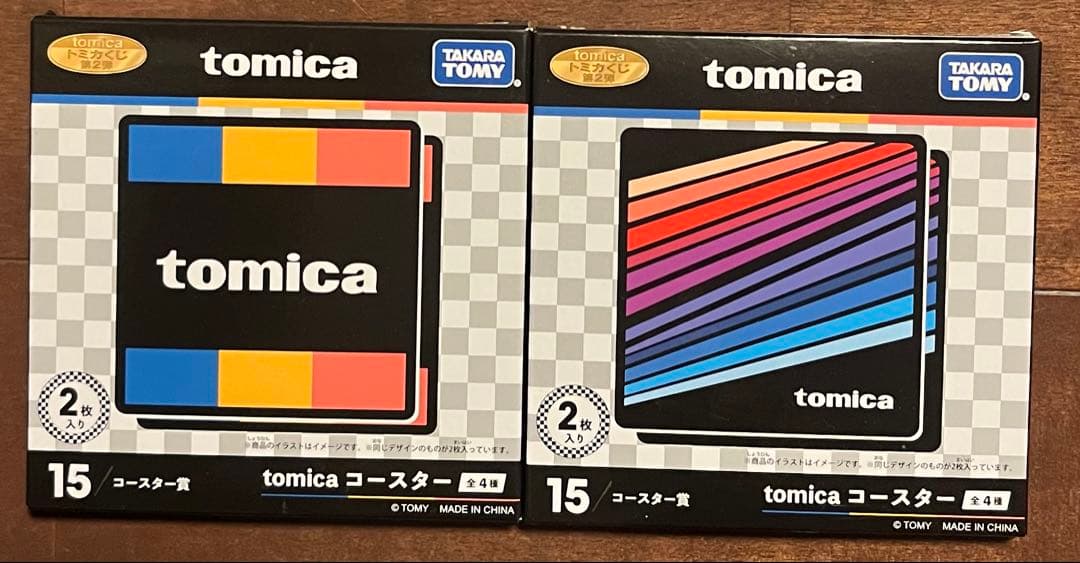 tomica
トミカくじ
第2弾
tomica
TAKARA
TOMY
tomica
2枚
入り
※商品のイラストはイメージです。※同じデザインのものが2枚入っています。
15 / コースター賞
tomica コースター 全4種
© TOMY MADE IN CHINA
tomica
トミカくじ
第2弾
tomica
TAKARA
TOMY
tomica
2枚
入り
※商品のイラストはイメージです。※同じデザインのものが2枚入っています。
15 / コースター賞
tomica コースター 全4種
© TOMY MADE IN CHINA